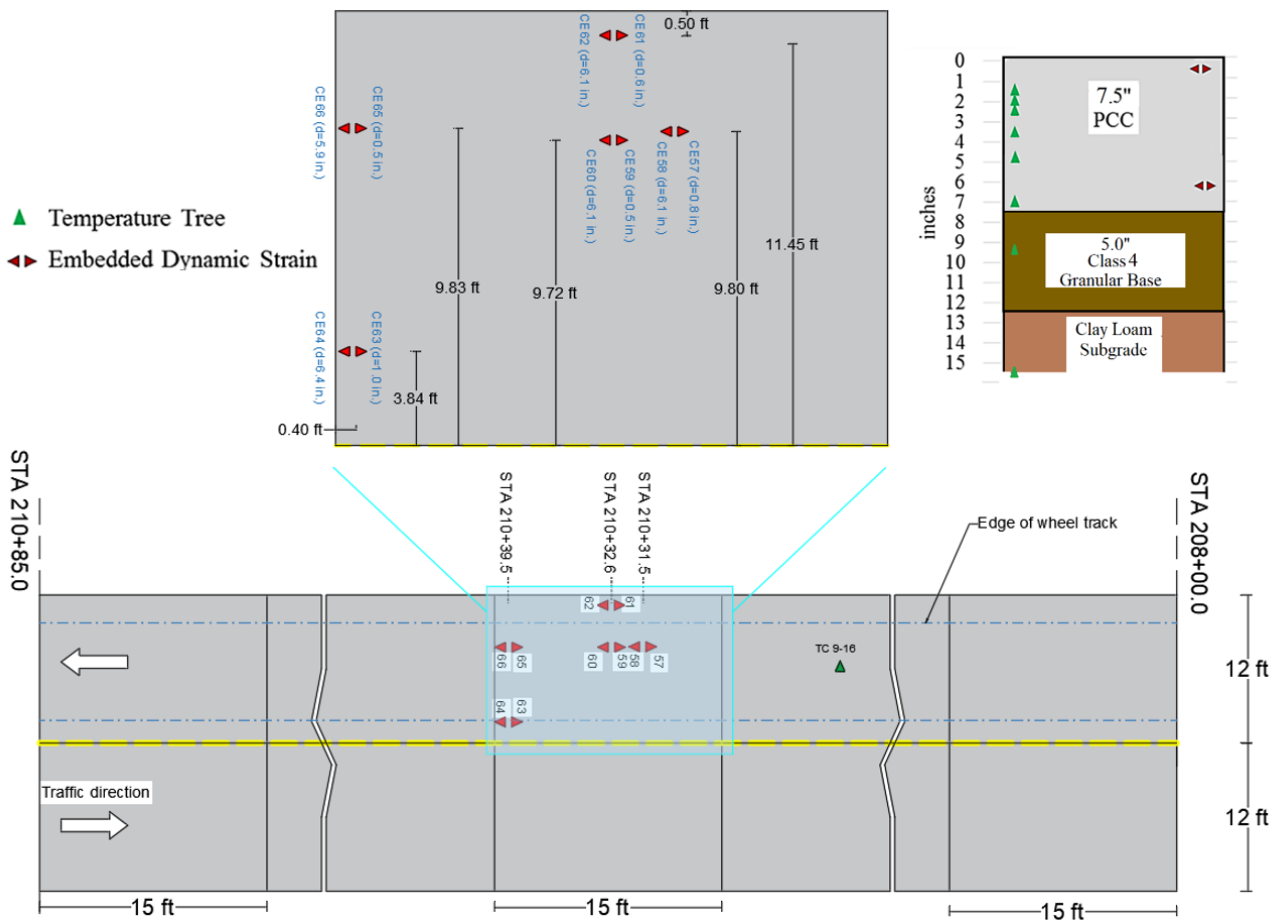 Temperature Tree
Embedded Dynamic Strain
CE66 (d=5.9 in.)
CE65 (d=0.5 in.)
CE64 (d=6.4 in.)
CE63 (d=1.0 in.)
CE62 (d=6.1 in.)
CE61 (d=0.6 in.)
CE60 (d=6.1 in.)
CE59 (d=0.5 in.)
CE58 (d=6.1 in.)
CE57 (d=0.8 in.)
0.50 ft
11.45 ft
9.83 ft
9.72 ft
9.80 ft
3.84 ft
0.40 ft
inches
0
1
2
3
4
5
6
7
8
9
10
11
12
13
14
15
7.5"
PCC
5.0"
Class 4
Granular Base
Clay Loam
Subgrade
STA 210+85.0
STA 210+39.5
STA 210+32.6
STA 210+31.5
STA 208+00.0
Edge of wheel track
62
61
66
65
60
59
58
57
64
63
TC 9-16
12 ft
12 ft
Traffic direction
15 ft
15 ft
15 ft